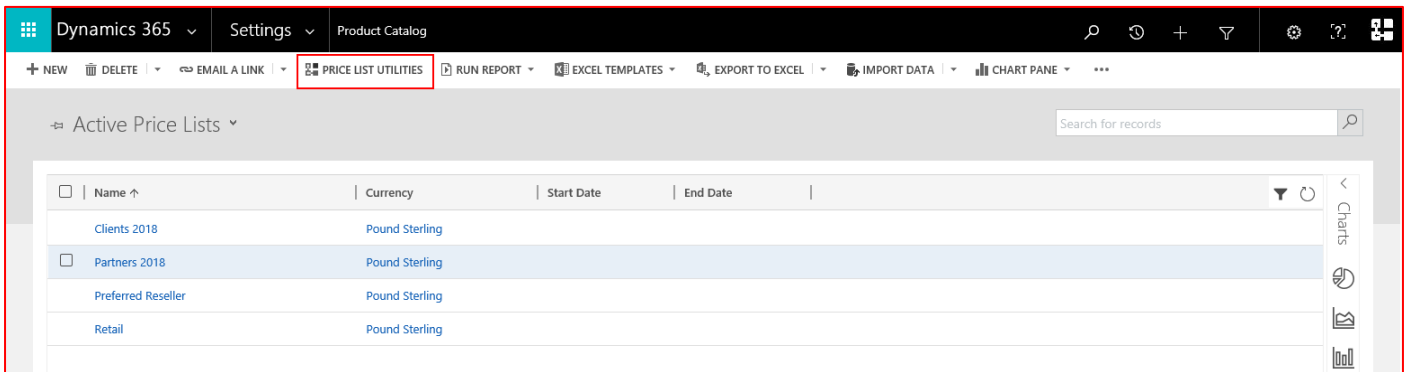 Dynamics 365 Settings Product Catalog
NEW DELETE EMAIL A LINK PRICE LIST UTILITIES RUN REPORT EXCEL TEMPLATES EXPORT TO EXCEL IMPORT DATA CHART PANE
Active Price Lists Search for records
Name Currency Start Date End Date
Clients 2018 Pound Sterling
Partners 2018 Pound Sterling
Preferred Reseller Pound Sterling
Retail Pound Sterling
Charts